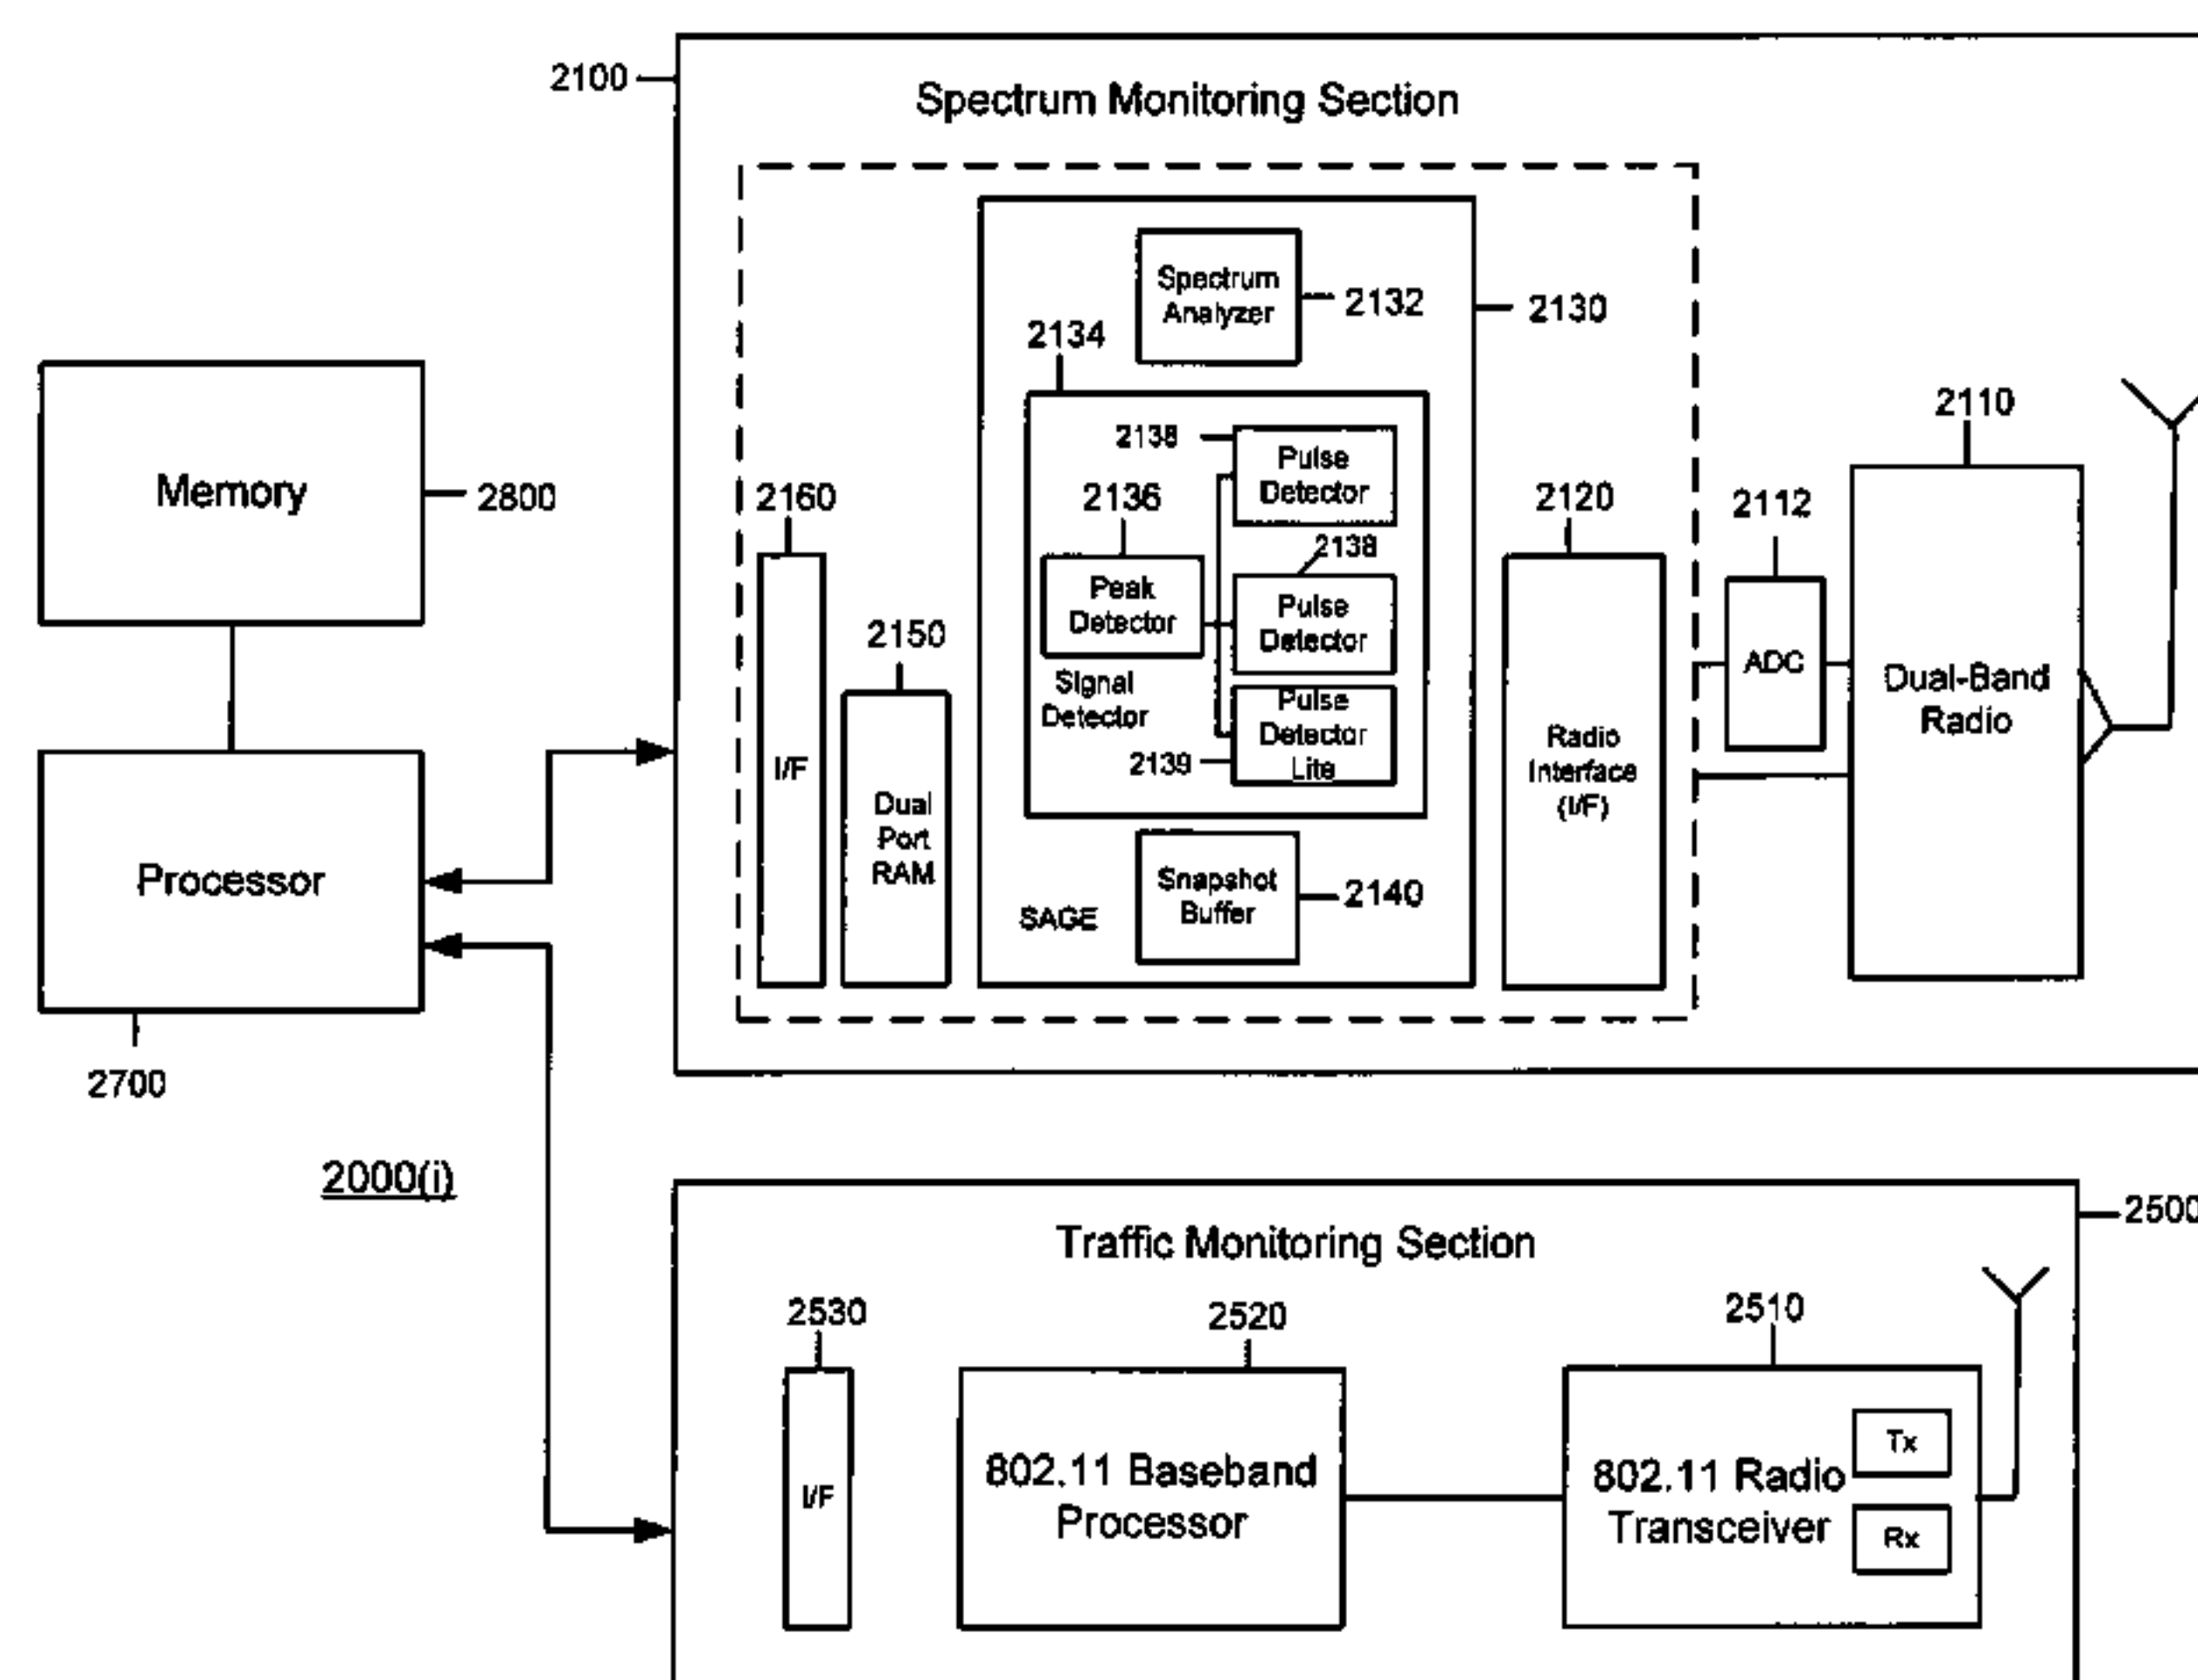 2100
Spectrum Monitoring Section
Spectrum
Analyzer
2132
2130
2134
2110
2138
Pulse
Detector
Memory
2800
2160
2136
2120
2112
2138
Peak
Detector
Pulse
Detector
2150
ADC
Dual-Band
Radio
Signal
Detector
Pulse
Detector
Lite
2139
I/F
Radio
Interface
(I/F)
Dual
Port
RAM
Processor
Snapshot
Buffer
2140
SAGE
2700
2000(i)
2500
Traffic Monitoring Section
2530
2520
2510
I/F
802.11 Baseband
Processor
802.11 Radio
Transceiver
Tx
Rx